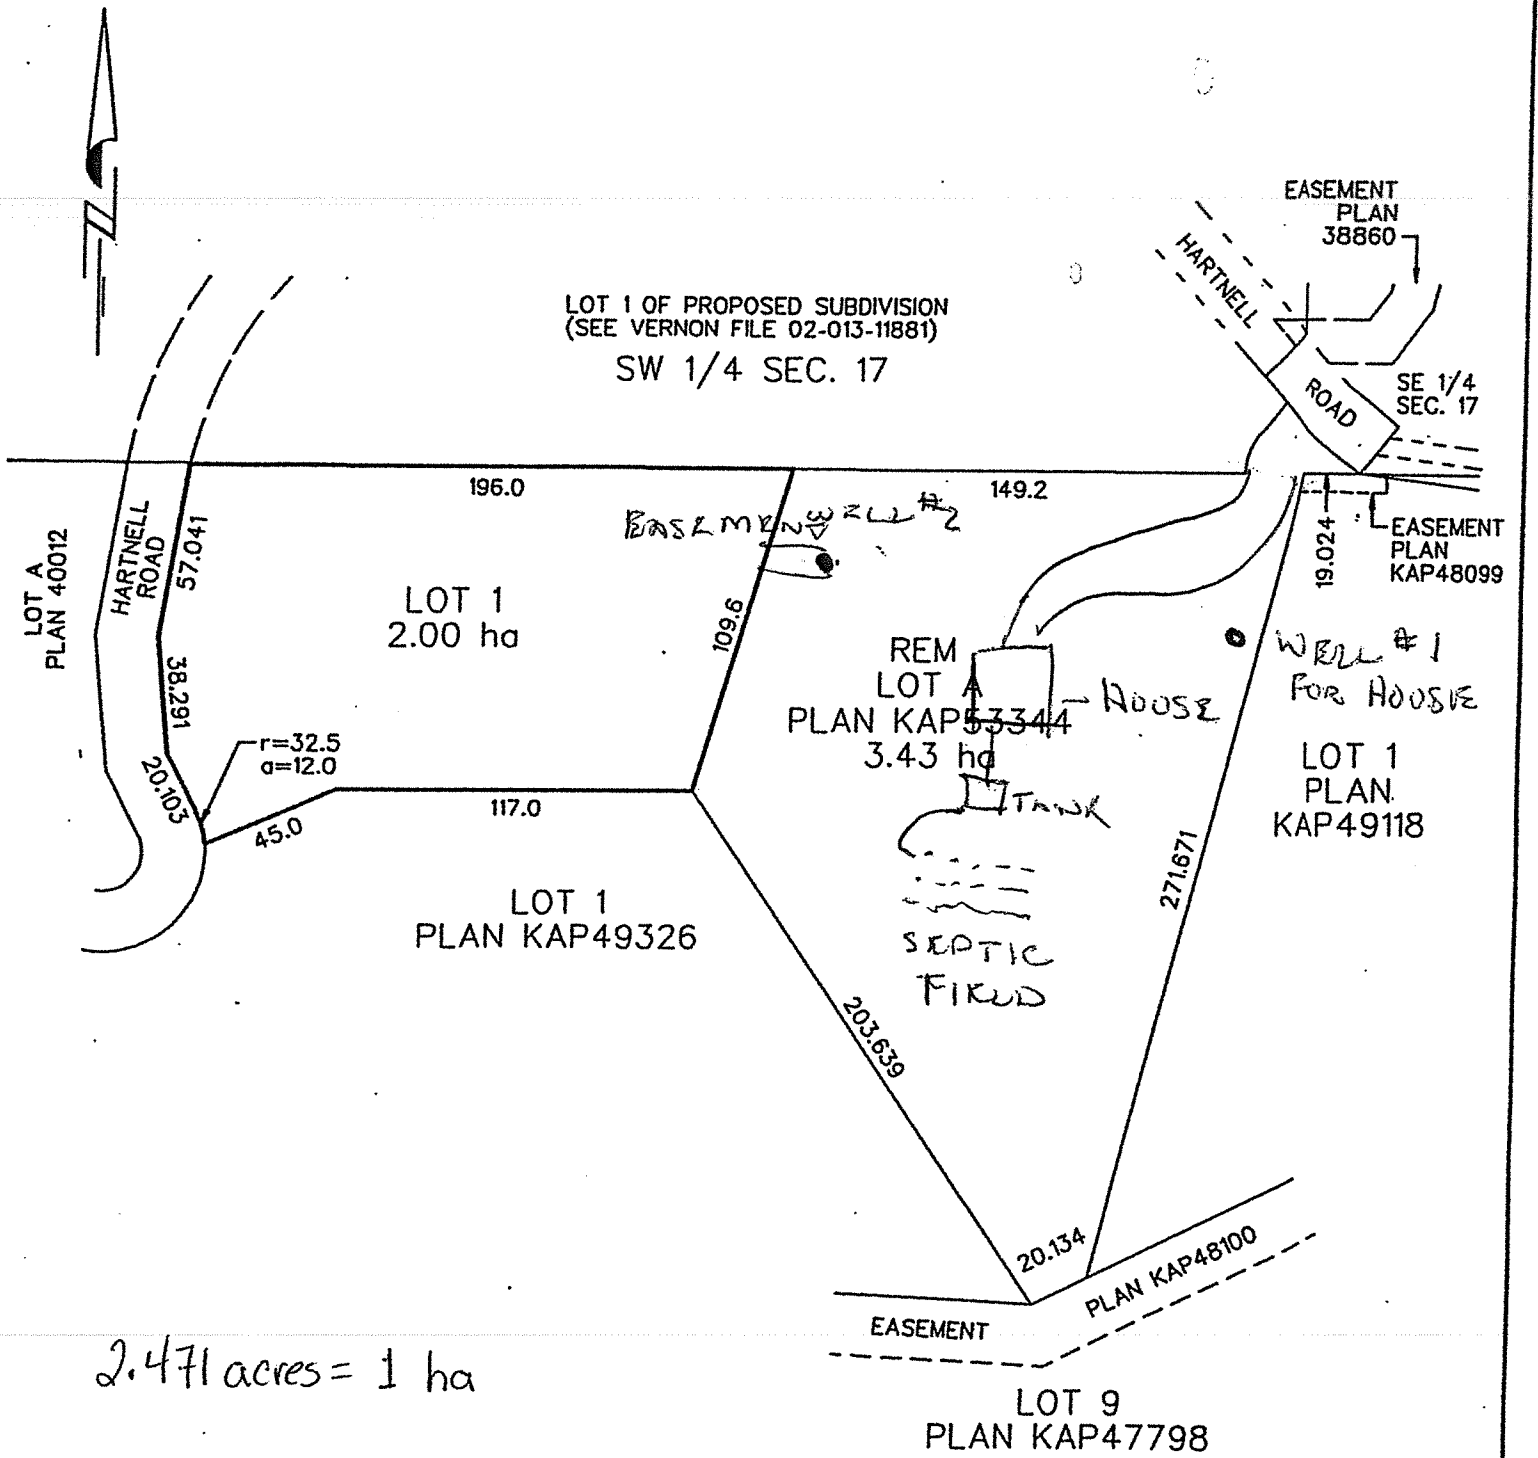 EASEMENT
PLAN
38860
HARTNELL
ROAD
SE 1/4
SEC. 17
LOT 1 OF PROPOSED SUBDIVISION
(SEE VERNON FILE 02-013-11881)
SW 1/4 SEC. 17
196.0
149.2
19.024
EASEMENT
PLAN
KAP48099
EASEMEN WELL #2
LOT A
PLAN 40012
HARTNELL
ROAD
57.041
LOT 1
2.00 ha
109.6
38.291
REM
LOT A
PLAN KAP53344
3.43 ha
HOUSE
WELL #1
FOR HOUSE
LOT 1
PLAN
KAP49118
r=32.5
a=12.0
20.103
45.0
117.0
TANK
271.671
LOT 1
PLAN KAP49326
SEPTIC
FIELD
203.639
20.134
PLAN KAP48100
EASEMENT
2.471 acres = 1 ha
LOT 9
PLAN KAP47798